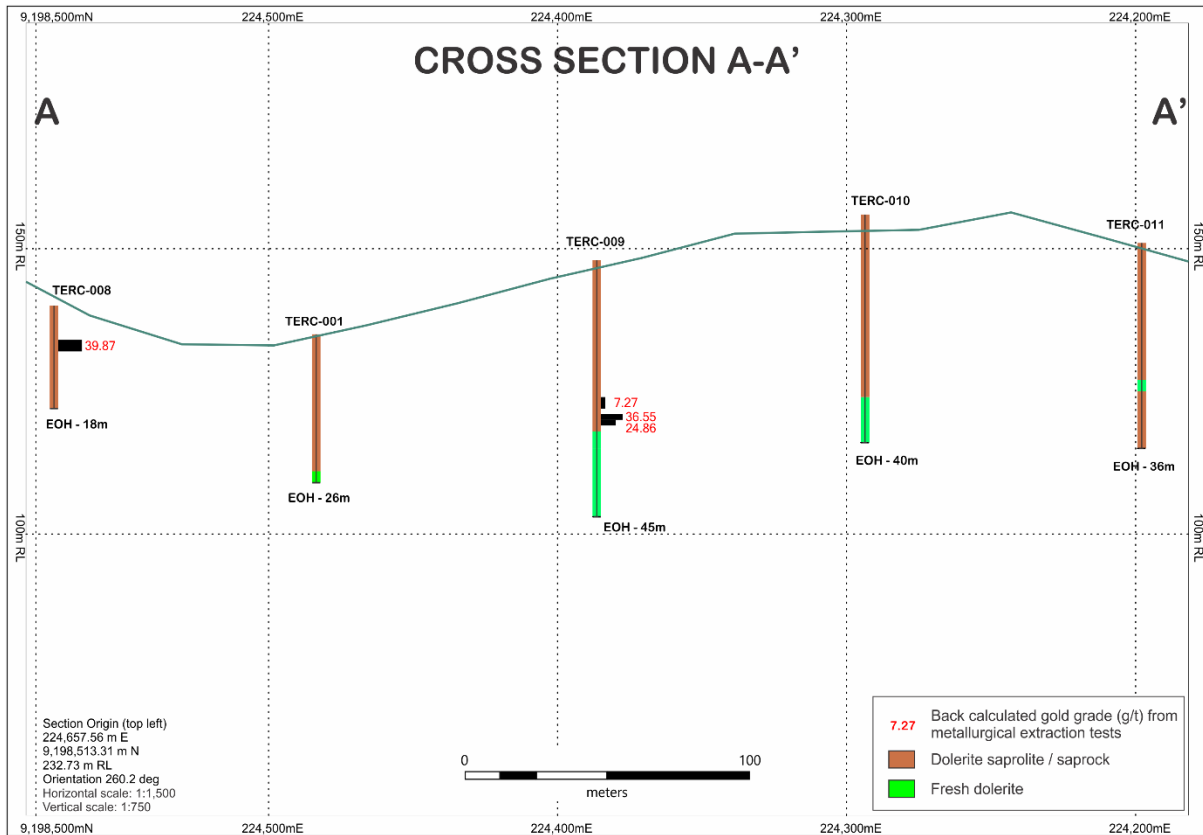 9,198,500mN
224,500mE
224,400mE
224,300mE
224,200mE
CROSS SECTION A-A'
A
A'
150m RL
150m RL
TERC-008
TERC-001
TERC-009
TERC-010
TERC-011
39.87
7.27
36.55
24.86
EOH - 18m
EOH - 26m
EOH - 45m
EOH - 40m
EOH - 36m
100m RL
100m RL
Section Origin (top left)
224,657.56 m E
9,198,513.31 m N
232.73 m RL
Orientation 260.2 deg
Horizontal scale: 1:1,500
Vertical scale: 1:750
0
100
meters
7.27
Back calculated gold grade (g/t) from
metallurgical extraction tests
Dolerite saprolite / saprock
Fresh dolerite
9,198,500mN
224,500mE
224,400mE
224,300mE
224,200mE